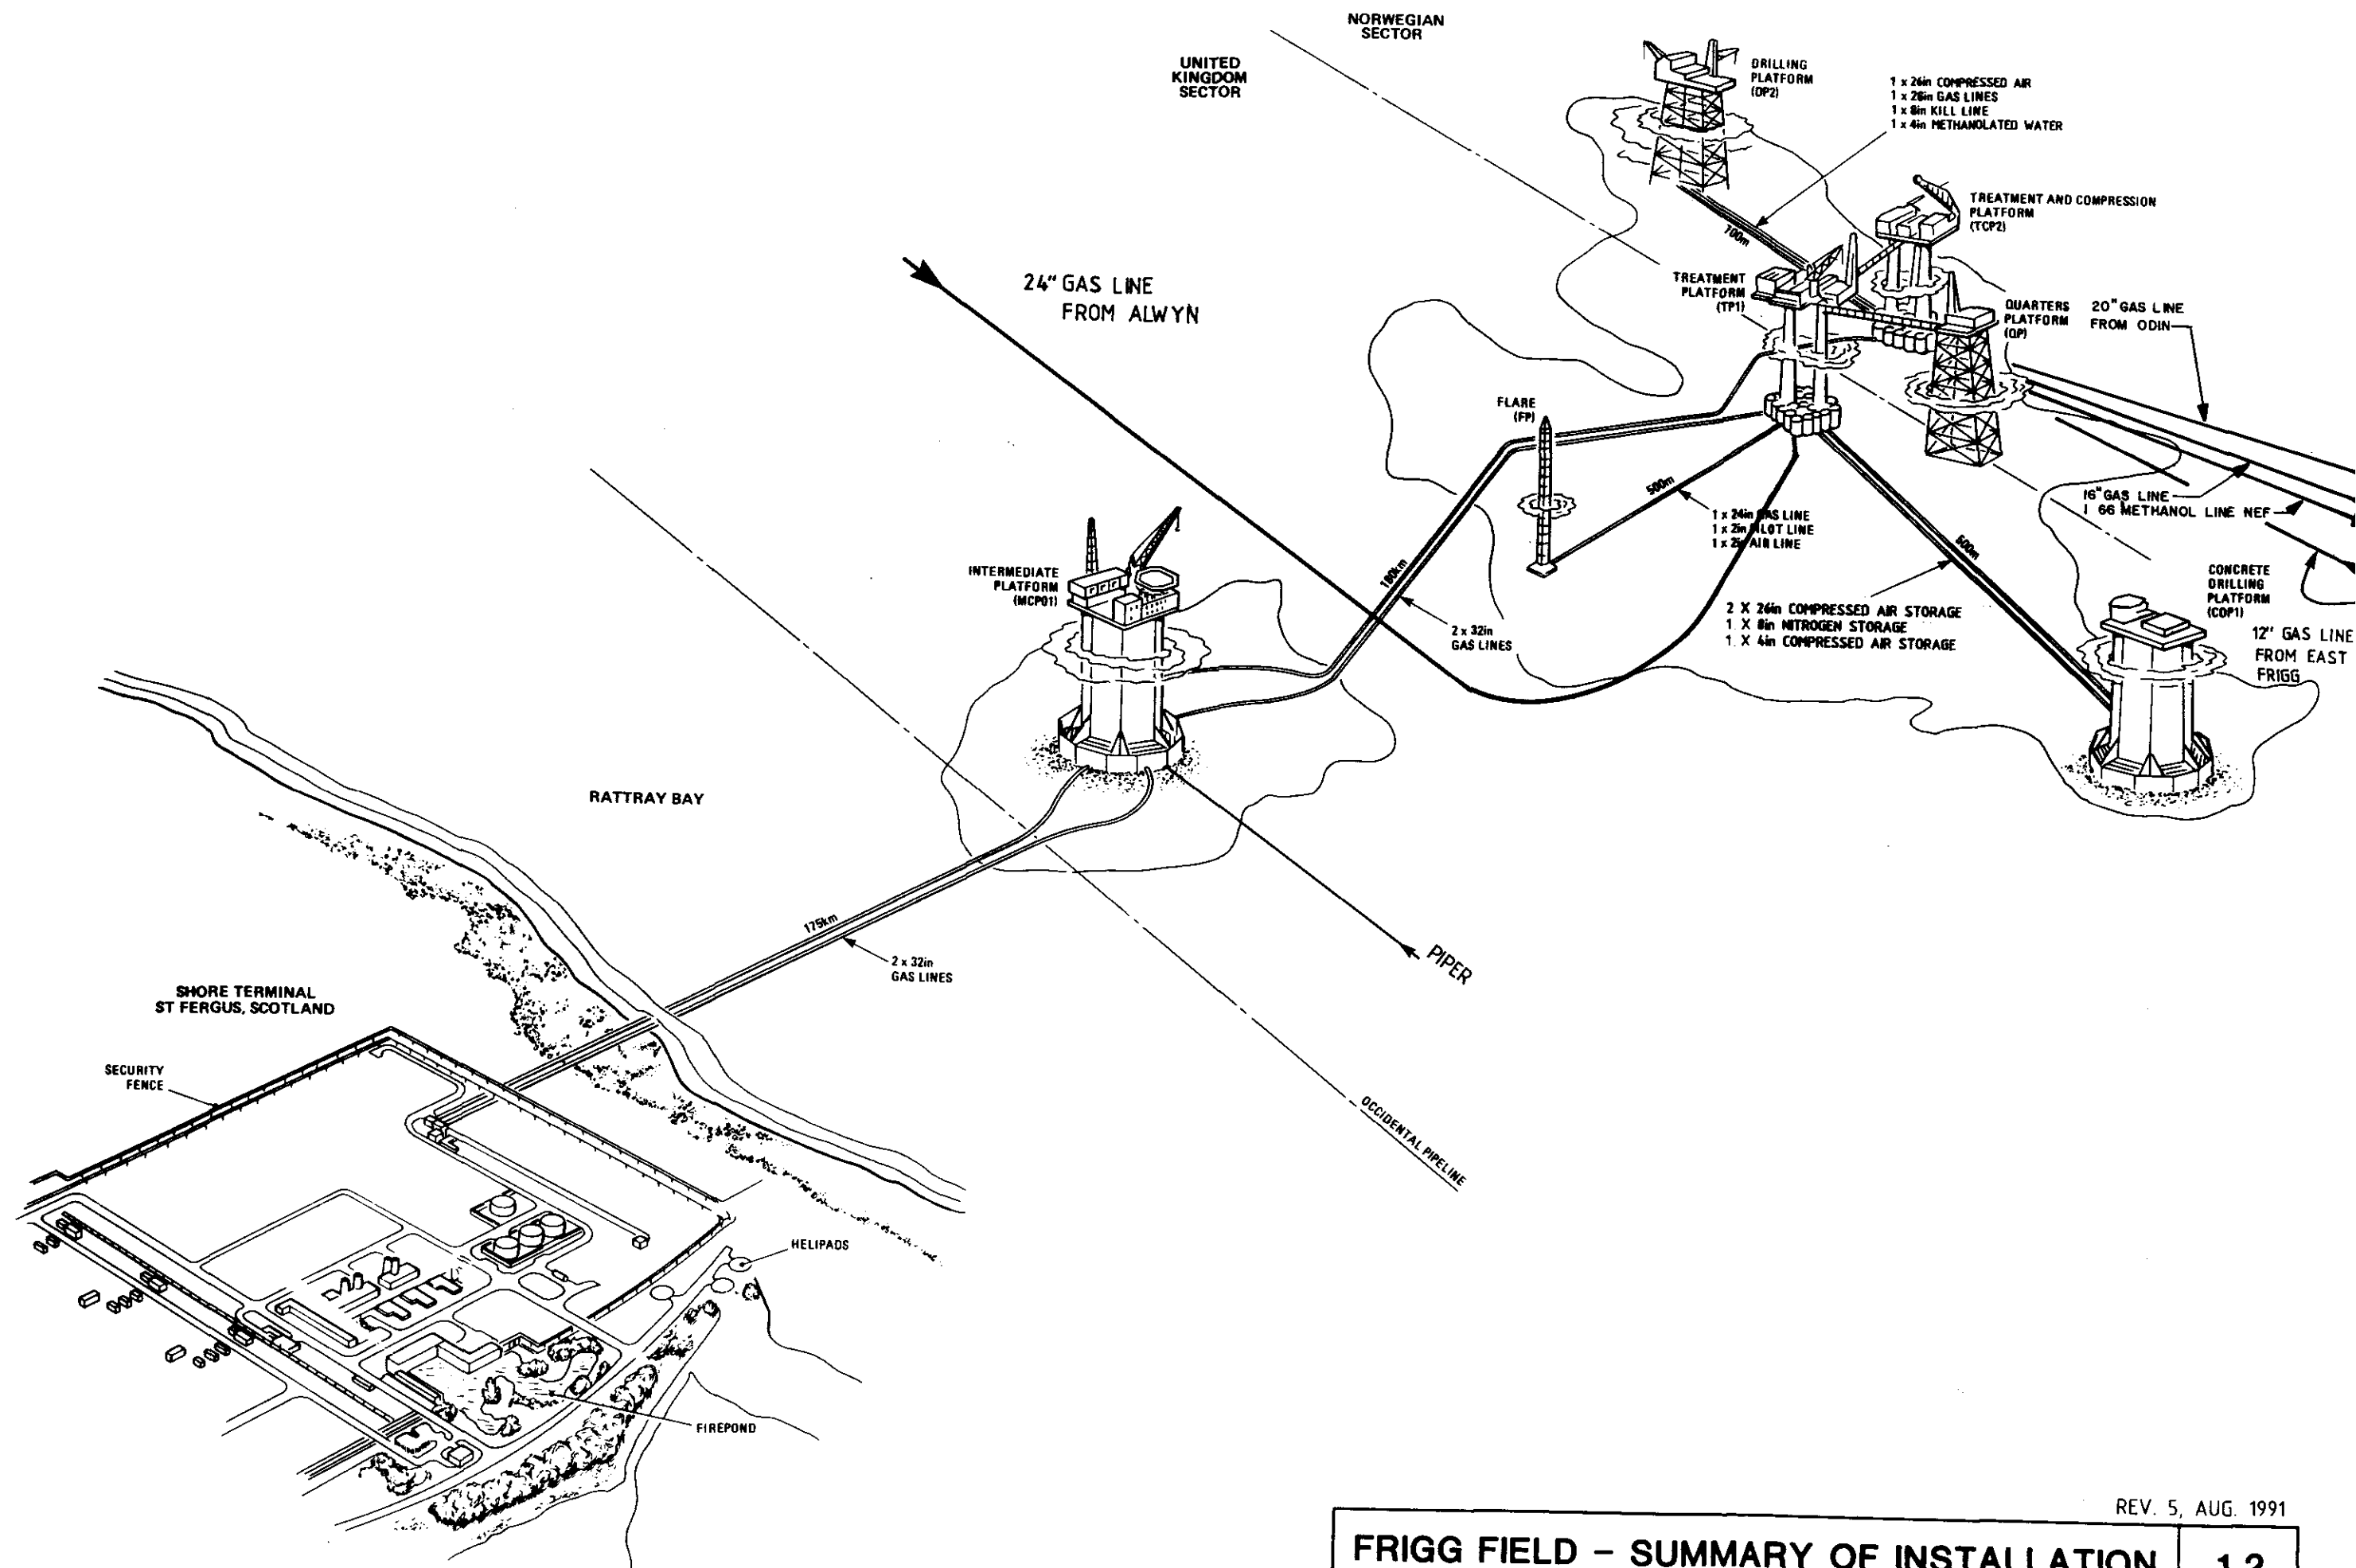 NORWEGIAN
SECTOR
UNITED
KINGDOM
SECTOR
DRILLING
PLATFORM
(DP2)
1 x 26in COMPRESSED AIR
1 x 26in GAS LINES
1 x 8in KILL LINE
1 x 4in METHANOLATED WATER
700m
TREATMENT AND COMPRESSION
PLATFORM
(TCP2)
TREATMENT
PLATFORM
(TP1)
QUARTERS
PLATFORM
(QP)
20" GAS LINE
FROM ODIN
24" GAS LINE
FROM ALWYN
FLARE
(FP)
500m
1 x 24in GAS LINE
1 x 2in PILOT LINE
1 x 2in AIR LINE
16" GAS LINE
1 66 METHANOL LINE NEF
INTERMEDIATE
PLATFORM
(MCP01)
180km
2 x 32in
GAS LINES
500m
2 X 26in COMPRESSED AIR STORAGE
1 X 8in NITROGEN STORAGE
1 X 4in COMPRESSED AIR STORAGE
CONCRETE
DRILLING
PLATFORM
(CDP1)
12" GAS LINE
FROM EAST
FRIGG
RATTRAY BAY
175km
2 x 32in
GAS LINES
PIPER
SHORE TERMINAL
ST FERGUS, SCOTLAND
SECURITY
FENCE
OCCIDENTAL PIPELINE
HELIPADS
FIREPOND
REV. 5, AUG. 1991
FRIGG FIELD – SUMMARY OF INSTALLATION
1.2